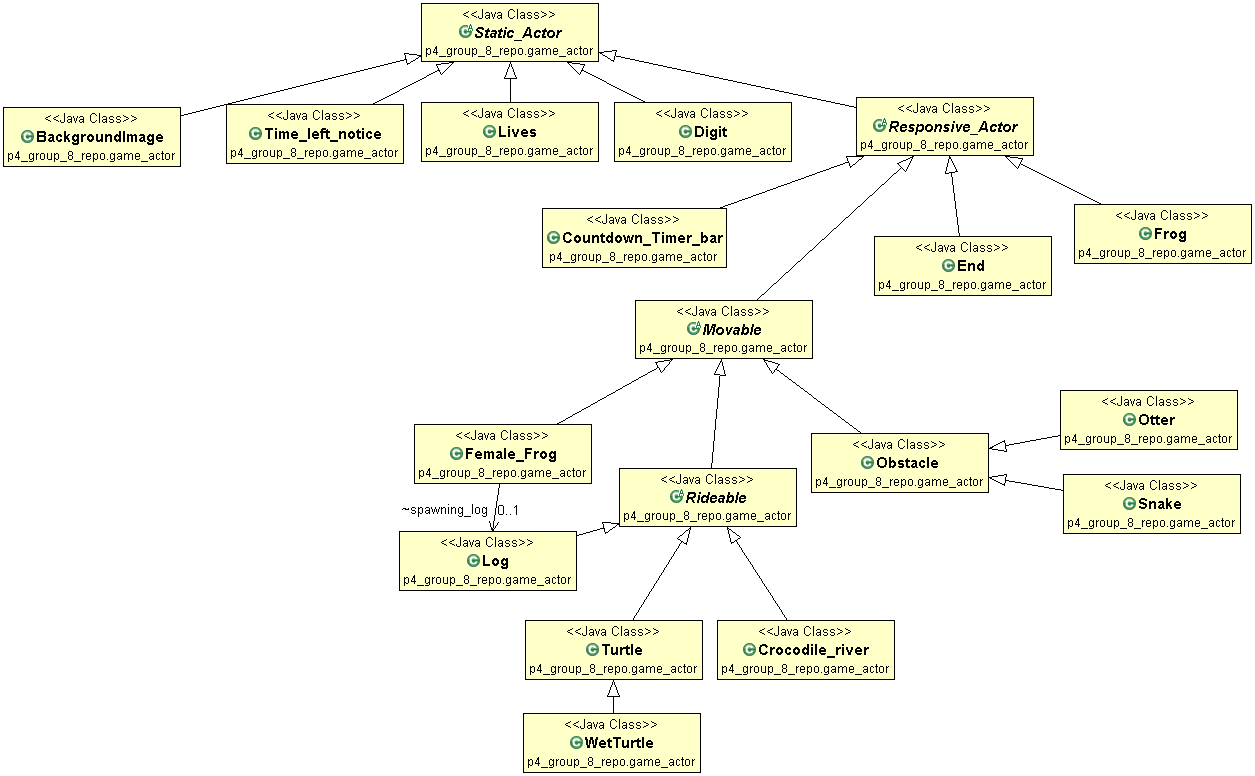 <<Java Class>>
Static_Actor
p4_group_8_repo.game_actor
<<Java Class>>
BackgroundImage
p4_group_8_repo.game_actor
<<Java Class>>
Time_left_notice
p4_group_8_repo.game_actor
<<Java Class>>
Lives
p4_group_8_repo.game_actor
<<Java Class>>
Digit
p4_group_8_repo.game_actor
<<Java Class>>
Responsive_Actor
p4_group_8_repo.game_actor
<<Java Class>>
Countdown_Timer_bar
p4_group_8_repo.game_actor
<<Java Class>>
End
p4_group_8_repo.game_actor
<<Java Class>>
Frog
p4_group_8_repo.game_actor
<<Java Class>>
Movable
p4_group_8_repo.game_actor
<<Java Class>>
Female_Frog
p4_group_8_repo.game_actor
<<Java Class>>
Rideable
p4_group_8_repo.game_actor
<<Java Class>>
Obstacle
p4_group_8_repo.game_actor
<<Java Class>>
Otter
p4_group_8_repo.game_actor
<<Java Class>>
Snake
p4_group_8_repo.game_actor
~spawning_log 0..1
<<Java Class>>
Log
p4_group_8_repo.game_actor
<<Java Class>>
Turtle
p4_group_8_repo.game_actor
<<Java Class>>
Crocodile_river
p4_group_8_repo.game_actor
<<Java Class>>
WetTurtle
p4_group_8_repo.game_actor